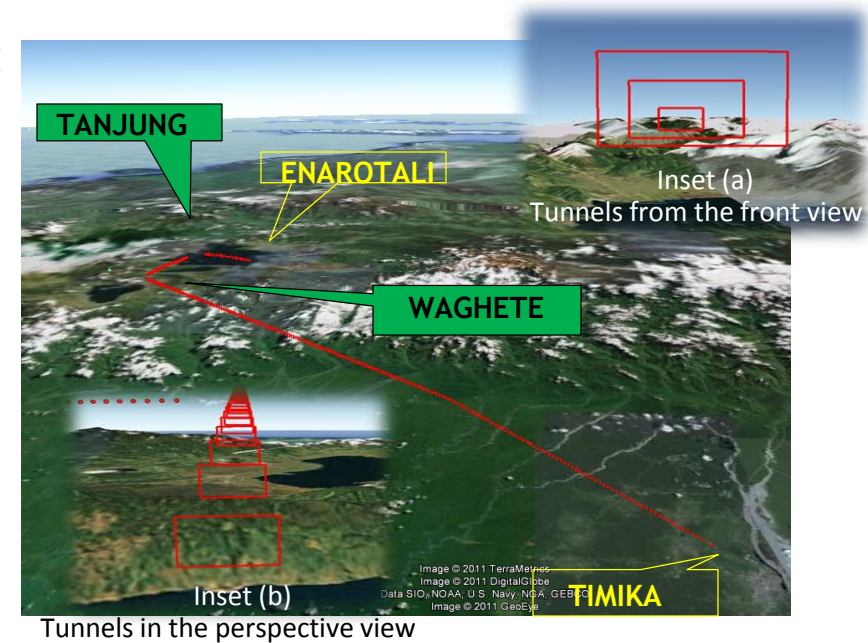 TANJUNG
ENAROTALI
Inset (a)
Tunnels from the front view
WAGHETE
Image © 2011 TerraMetrics
Image © 2011 DigitalGlobe
Data SIO, NOAA, U.S. Navy, NGA, GEBCO
Image © 2011 GeoEye
TIMIKA
Inset (b)
Tunnels in the perspective view